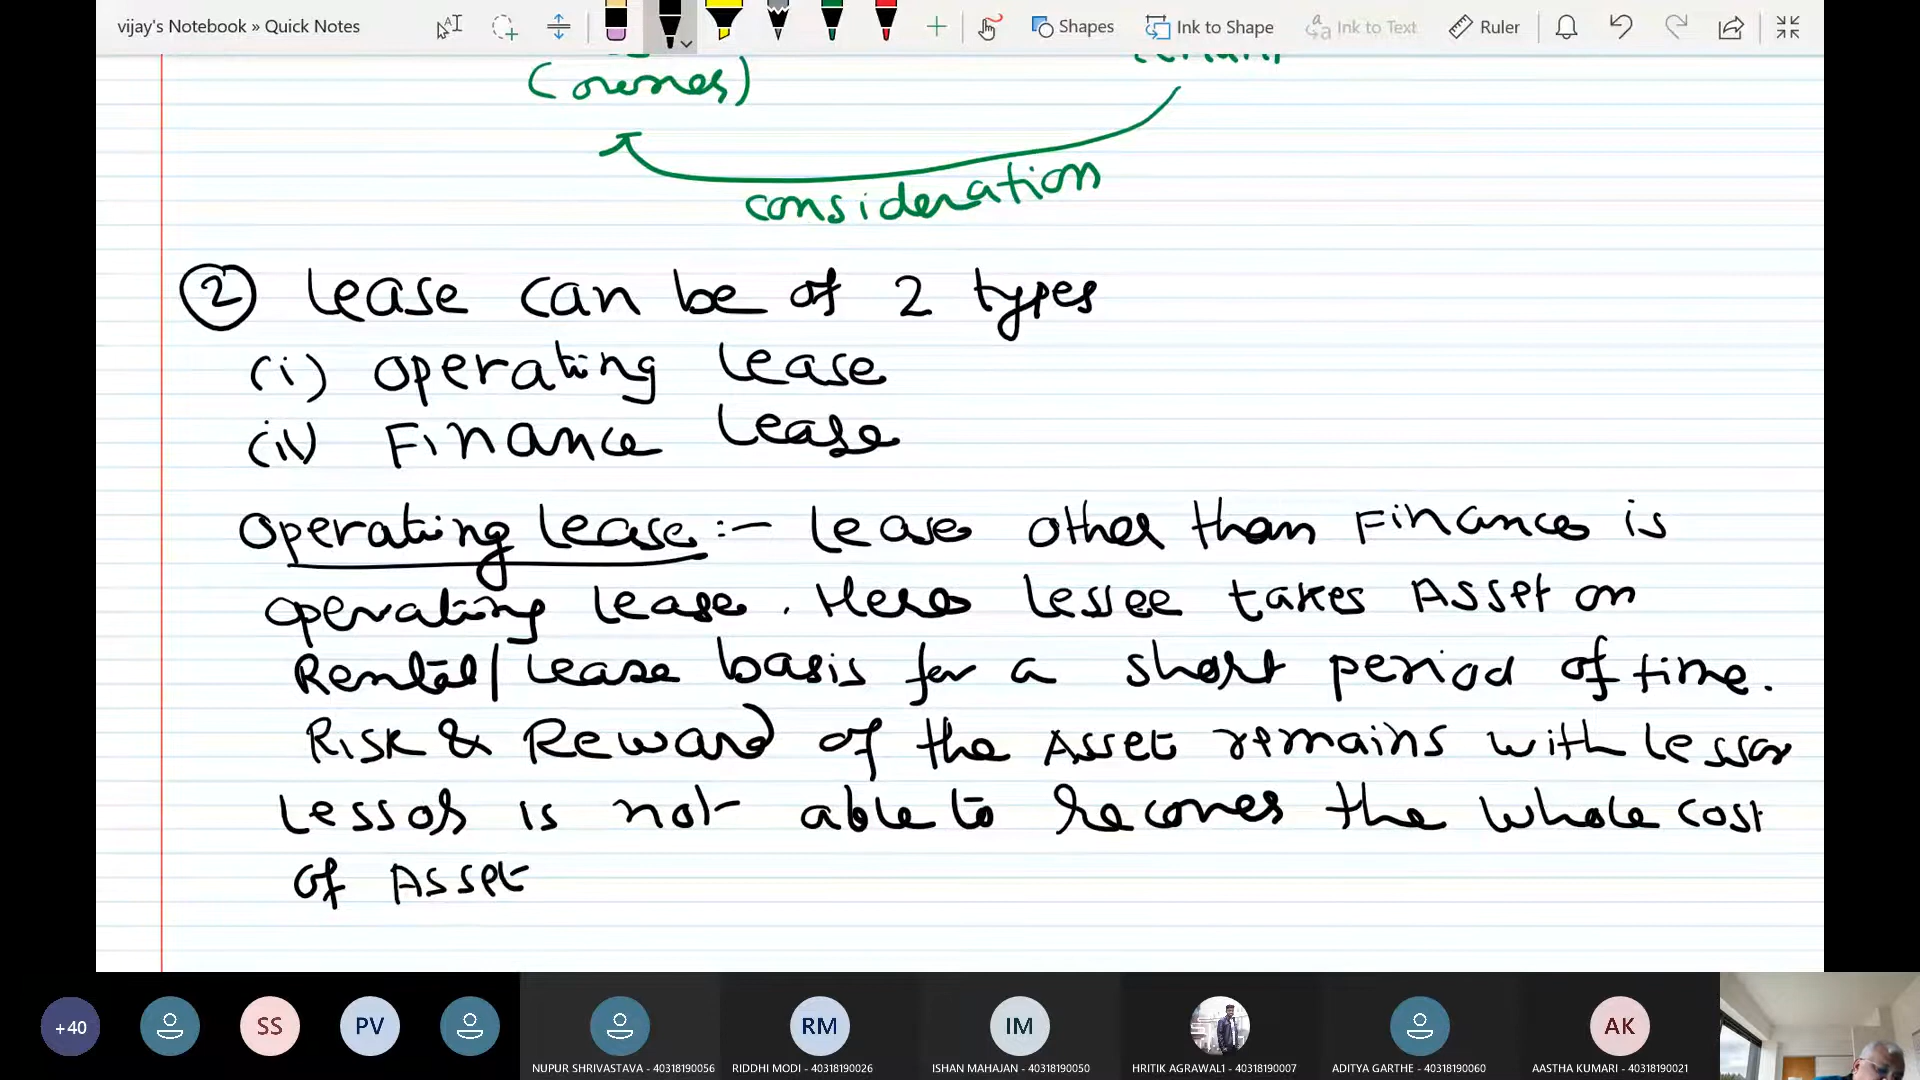 vijay's Notebook » Quick Notes
Shapes
Ink to Shape
Ink to Text
Ruler
(owner)
consideration
② Lease can be of 2 types
(i) operating lease
(ii) Finance lease
Operating lease :- Lease other than Finance is
operating lease. Here lessee takes Asset on
Rental/lease basis for a short period of time.
Risk & Reward of the Asset remains with lessor
Lessor is not able to recover the whole cost
of Asset
+40
SS
PV
RM
IM
AK
NUPUR SHRIVASTAVA - 40318190056
RIDDHI MODI - 40318190026
ISHAN MAHAJAN - 40318190050
HRITIK AGRAWAL1 - 40318190007
ADITYA GARTHE - 40318190060
AASTHA KUMARI - 40318190021